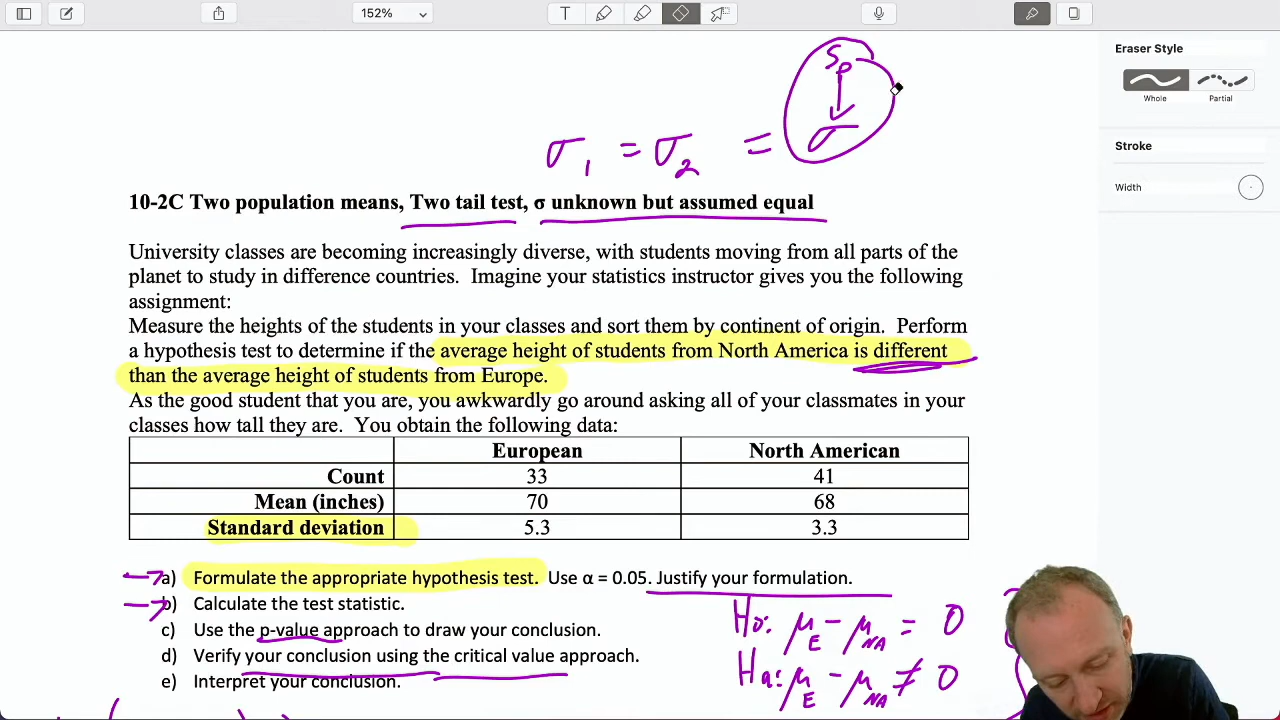 152%
T
Eraser Style
Whole
Partial
Stroke
Width
Sp
σ1 = σ2 = σ
10-2C Two population means, Two tail test, σ unknown but assumed equal
University classes are becoming increasingly diverse, with students moving from all parts of the
planet to study in difference countries. Imagine your statistics instructor gives you the following
assignment:
Measure the heights of the students in your classes and sort them by continent of origin. Perform
a hypothesis test to determine if the average height of students from North America is different
than the average height of students from Europe.
As the good student that you are, you awkwardly go around asking all of your classmates in your
classes how tall they are. You obtain the following data:
European North American
Count 33 41
Mean (inches) 70 68
Standard deviation 5.3 3.3
a) Formulate the appropriate hypothesis test. Use α = 0.05. Justify your formulation.
b) Calculate the test statistic.
c) Use the p-value approach to draw your conclusion.
d) Verify your conclusion using the critical value approach.
e) Interpret your conclusion.
Ho: μE - μNA = 0
Ha: μE - μNA ≠ 0